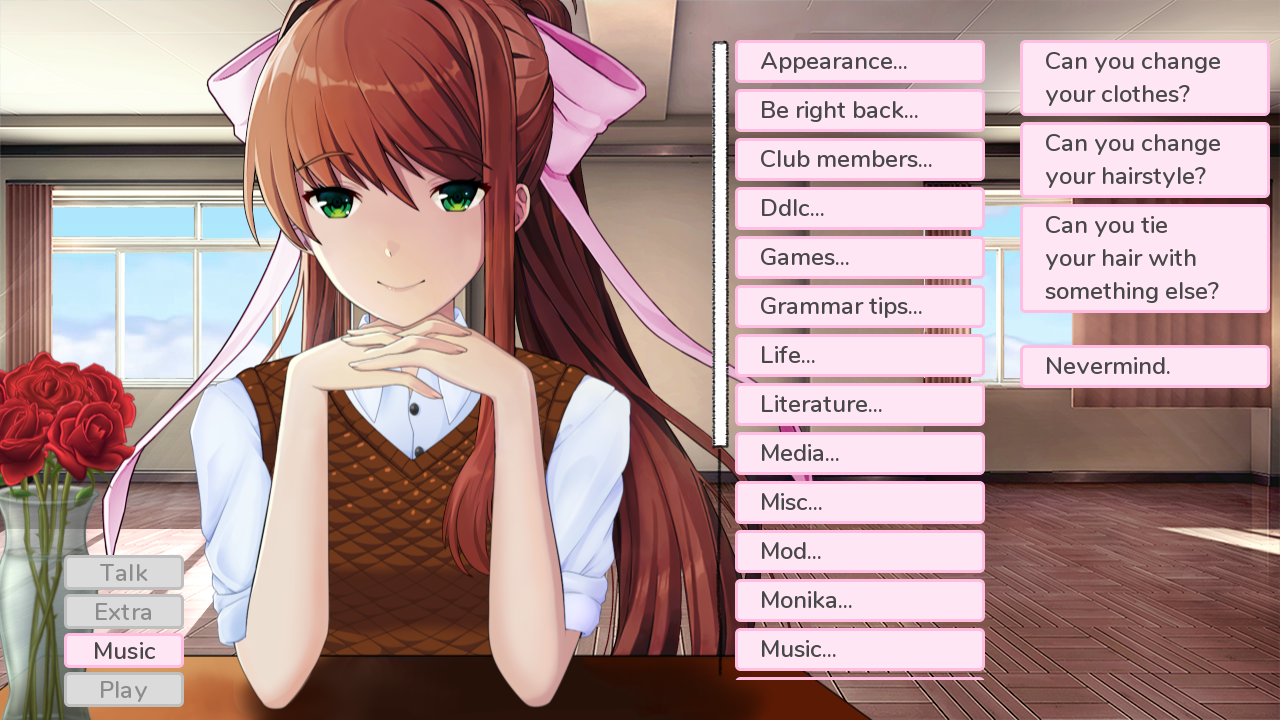 Appearance...
Be right back...
Club members...
Ddlc...
Games...
Grammar tips...
Life...
Literature...
Media...
Misc...
Mod...
Monika...
Music...
Can you change
your clothes?
Can you change
your hairstyle?
Can you tie
your hair with
something else?
Nevermind.
Talk
Extra
Music
Play